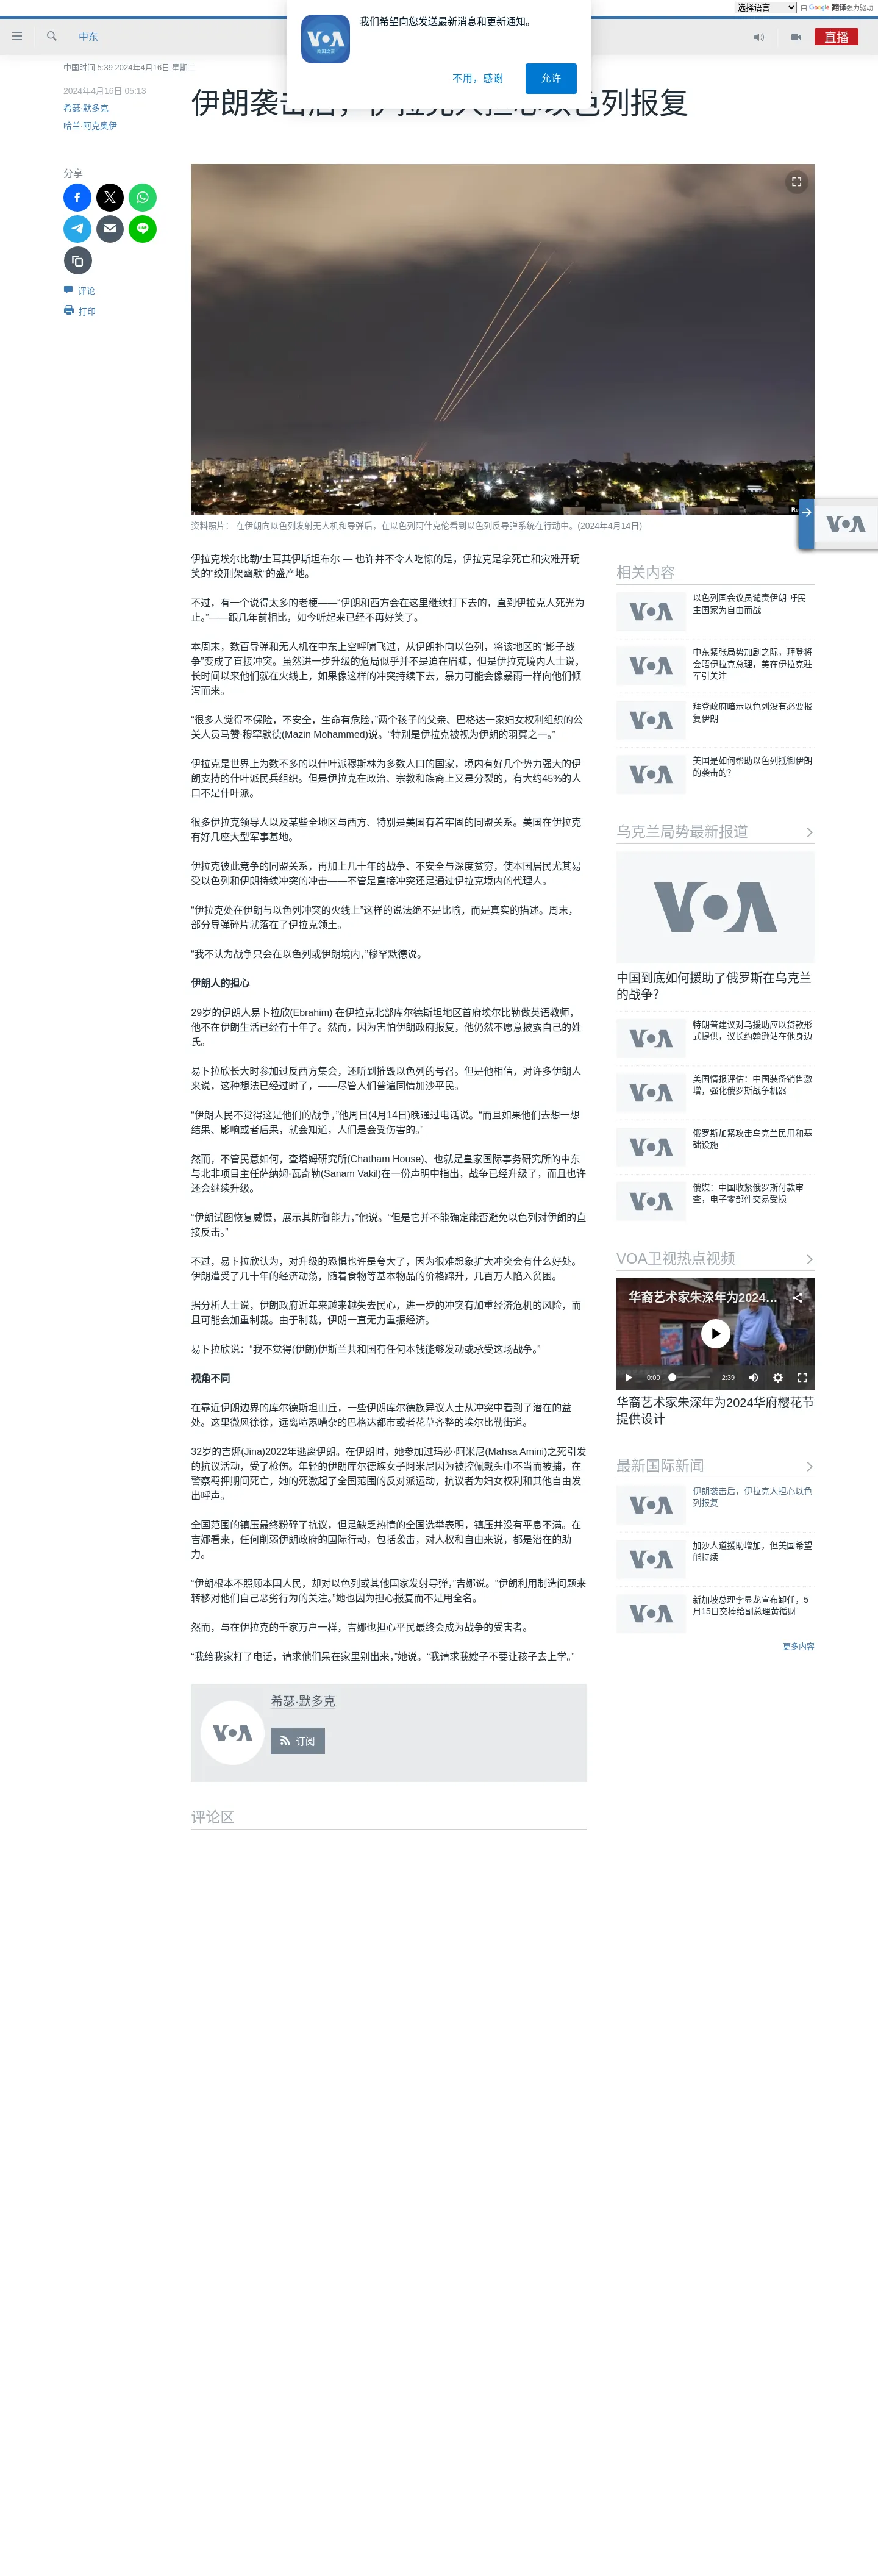 选择语言 由 Google 翻译强力驱动
我们希望向您发送最新消息和更新通知。
不用，感谢
允许
中东
直播
中国时间 5:39 2024年4月16日 星期二
2024年4月16日 05:13
希瑟·默多克
哈兰·阿克奥伊
伊朗袭击后，伊拉克人担心以色列报复
分享
评论
打印
资料照片： 在伊朗向以色列发射无人机和导弹后，在以色列阿什克伦看到以色列反导弹系统在行动中。(2024年4月14日)
伊拉克埃尔比勒/土耳其伊斯坦布尔 — 也许并不令人吃惊的是，伊拉克是拿死亡和灾难开玩
笑的“绞刑架幽默”的盛产地。
不过，有一个说得太多的老梗——“伊朗和西方会在这里继续打下去的，直到伊拉克人死光为
止。”——跟几年前相比，如今听起来已经不再好笑了。
本周末，数百导弹和无人机在中东上空呼啸飞过，从伊朗扑向以色列，将该地区的“影子战
争”变成了直接冲突。虽然进一步升级的危局似乎并不是迫在眉睫，但是伊拉克境内人士说，
长时间以来他们就在火线上，如果像这样的冲突持续下去，暴力可能会像暴雨一样向他们倾
泻而来。
“很多人觉得不保险，不安全，生命有危险，”两个孩子的父亲、巴格达一家妇女权利组织的公
关人员马赞·穆罕默德(Mazin Mohammed)说。“特别是伊拉克被视为伊朗的羽翼之一。”
伊拉克是世界上为数不多的以什叶派穆斯林为多数人口的国家，境内有好几个势力强大的伊
朗支持的什叶派民兵组织。但是伊拉克在政治、宗教和族裔上又是分裂的，有大约45%的人
口不是什叶派。
很多伊拉克领导人以及某些全地区与西方、特别是美国有着牢固的同盟关系。美国在伊拉克
有好几座大型军事基地。
伊拉克彼此竞争的同盟关系，再加上几十年的战争、不安全与深度贫穷，使本国居民尤其易
受以色列和伊朗持续冲突的冲击——不管是直接冲突还是通过伊拉克境内的代理人。
“伊拉克处在伊朗与以色列冲突的火线上”这样的说法绝不是比喻，而是真实的描述。周末，
部分导弹碎片就落在了伊拉克领土。
“我不认为战争只会在以色列或伊朗境内，”穆罕默德说。
伊朗人的担心
29岁的伊朗人易卜拉欣(Ebrahim) 在伊拉克北部库尔德斯坦地区首府埃尔比勒做英语教师，
他不在伊朗生活已经有十年了。然而，因为害怕伊朗政府报复，他仍然不愿意披露自己的姓
氏。
易卜拉欣长大时参加过反西方集会，还听到摧毁以色列的号召。但是他相信，对许多伊朗人
来说，这种想法已经过时了，——尽管人们普遍同情加沙平民。
“伊朗人民不觉得这是他们的战争，”他周日(4月14日)晚通过电话说。“而且如果他们去想一想
结果、影响或者后果，就会知道，人们是会受伤害的。”
然而，不管民意如何，查塔姆研究所(Chatham House)、也就是皇家国际事务研究所的中东
与北非项目主任萨纳姆·瓦奇勒(Sanam Vakil)在一份声明中指出，战争已经升级了，而且也许
还会继续升级。
“伊朗试图恢复威慑，展示其防御能力，”他说。“但是它并不能确定能否避免以色列对伊朗的直
接反击。”
不过，易卜拉欣认为，对升级的恐惧也许是夸大了，因为很难想象扩大冲突会有什么好处。
伊朗遭受了几十年的经济动荡，随着食物等基本物品的价格蹿升，几百万人陷入贫困。
据分析人士说，伊朗政府近年来越来越失去民心，进一步的冲突有加重经济危机的风险，而
且可能会加重制裁。由于制裁，伊朗一直无力重振经济。
易卜拉欣说：“我不觉得(伊朗)伊斯兰共和国有任何本钱能够发动或承受这场战争。”
视角不同
在靠近伊朗边界的库尔德斯坦山丘，一些伊朗库尔德族异议人士从冲突中看到了潜在的益
处。这里微风徐徐，远离喧嚣嘈杂的巴格达都市或者花草齐整的埃尔比勒街道。
32岁的吉娜(Jina)2022年逃离伊朗。在伊朗时，她参加过玛莎·阿米尼(Mahsa Amini)之死引发
的抗议活动，受了枪伤。年轻的伊朗库尔德族女子阿米尼因为被控佩戴头巾不当而被捕，在
警察羁押期间死亡，她的死激起了全国范围的反对派运动，抗议者为妇女权利和其他自由发
出呼声。
全国范围的镇压最终粉碎了抗议，但是缺乏热情的全国选举表明，镇压并没有平息不满。在
吉娜看来，任何削弱伊朗政府的国际行动，包括袭击，对人权和自由来说，都是潜在的助
力。
“伊朗根本不照顾本国人民，却对以色列或其他国家发射导弹，”吉娜说。“伊朗利用制造问题来
转移对他们自己恶劣行为的关注。”她也因为担心报复而不是用全名。
然而，与在伊拉克的千家万户一样，吉娜也担心平民最终会成为战争的受害者。
“我给我家打了电话，请求他们呆在家里别出来，”她说。“我请求我嫂子不要让孩子去上学。”
希瑟·默多克
订阅
评论区
相关内容
以色列国会议员谴责伊朗 吁民
主国家为自由而战
中东紧张局势加剧之际，拜登将
会晤伊拉克总理，美在伊拉克驻
军引关注
拜登政府暗示以色列没有必要报
复伊朗
美国是如何帮助以色列抵御伊朗
的袭击的？
乌克兰局势最新报道
中国到底如何援助了俄罗斯在乌克兰
的战争？
特朗普建议对乌援助应以贷款形
式提供，议长约翰逊站在他身边
美国情报评估：中国装备销售激
增，强化俄罗斯战争机器
俄罗斯加紧攻击乌克兰民用和基
础设施
俄媒：中国收紧俄罗斯付款审
查，电子零部件交易受损
VOA卫视热点视频
华裔艺术家朱深年为2024...
0:00 2:39
华裔艺术家朱深年为2024华府樱花节
提供设计
最新国际新闻
伊朗袭击后，伊拉克人担心以色
列报复
加沙人道援助增加，但美国希望
能持续
新加坡总理李显龙宣布卸任，5
月15日交棒给副总理黄循财
更多内容